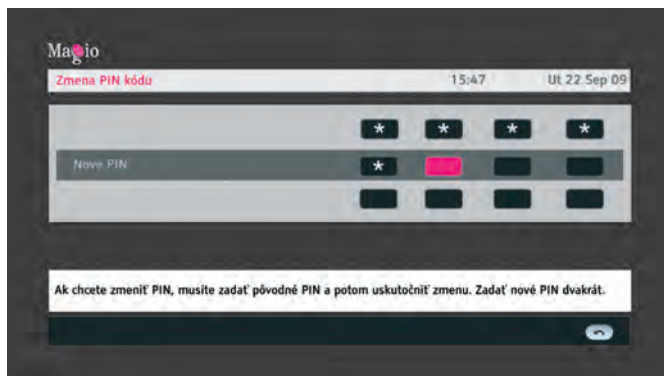 Magio
Zmena PIN kódu 15:47 Ut 22 Sep 09
* * * *
Nové PIN *
Ak chcete zmeniť PIN, musíte zadať pôvodné PIN a potom uskutočniť zmenu. Zadať nové PIN dvakrát.